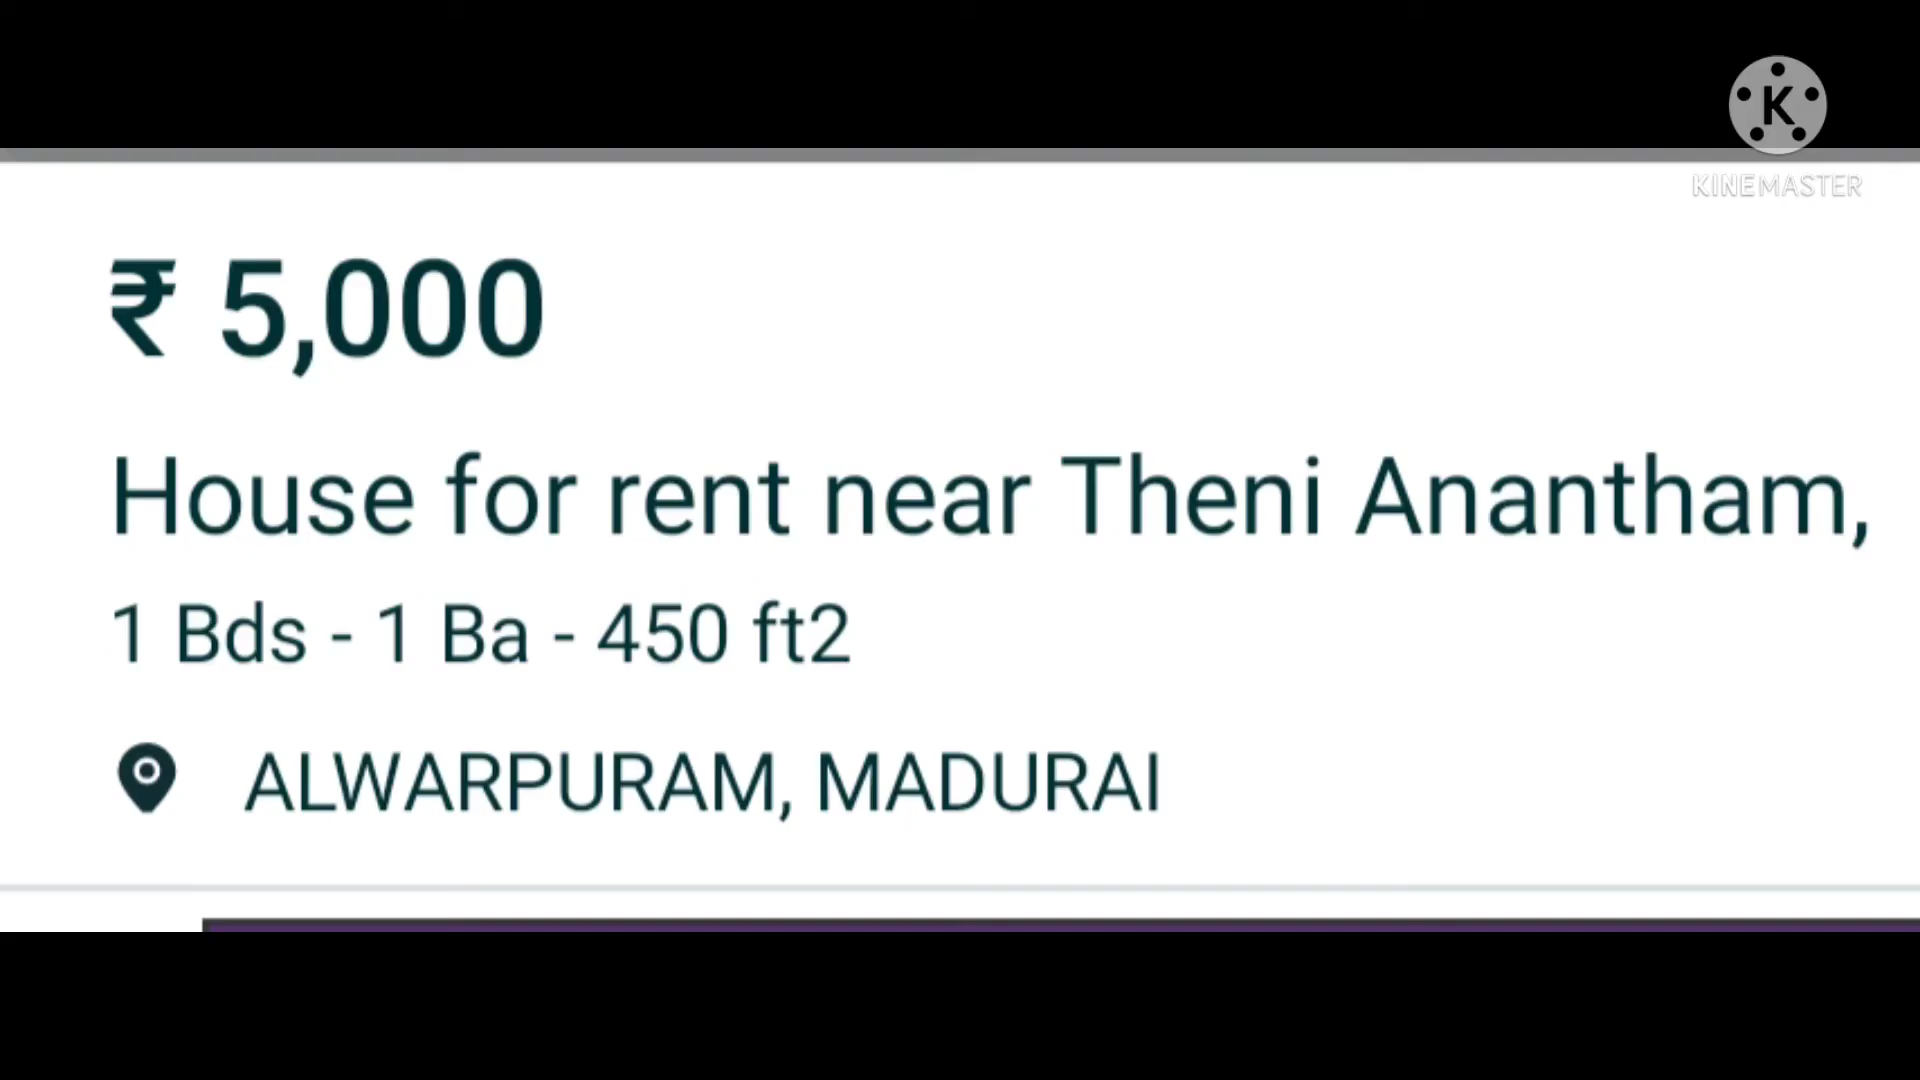 K
KINEMASTER
₹ 5,000
House for rent near Theni Anantham,
1 Bds - 1 Ba - 450 ft2
ALWARPURAM, MADURAI